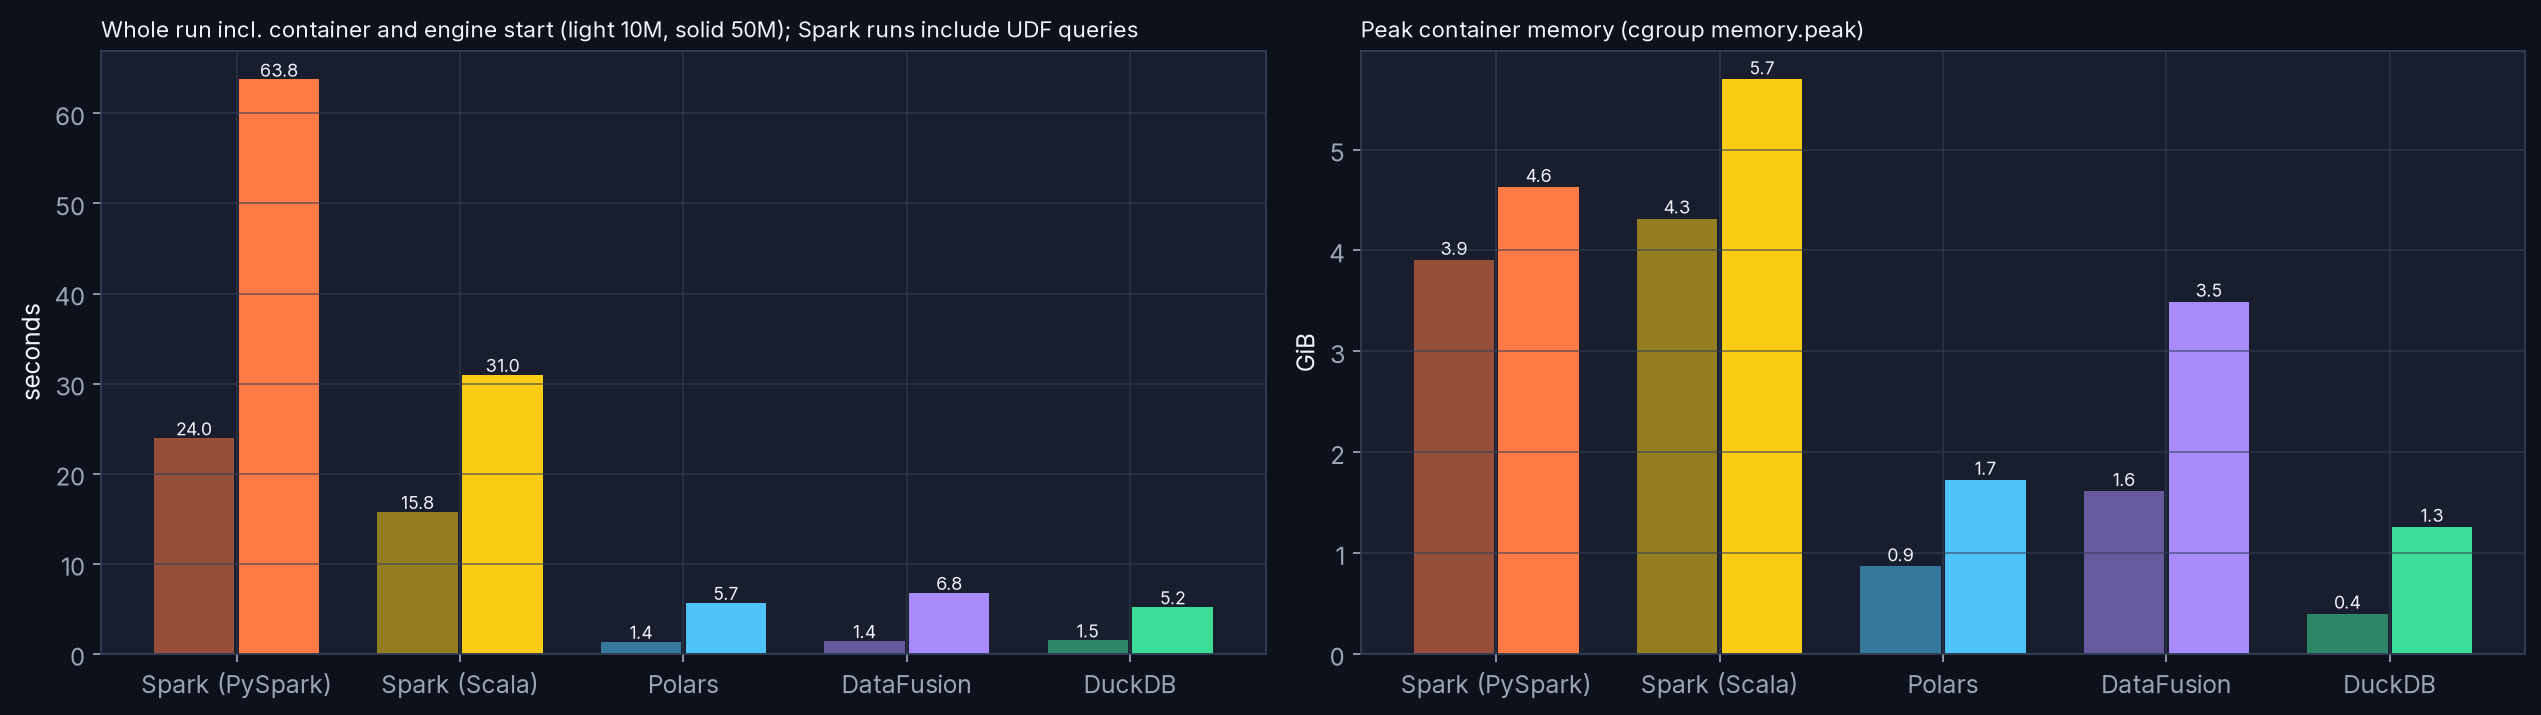 Whole run incl. container and engine start (light 10M, solid 50M); Spark runs include UDF queries
seconds
60
50
40
30
20
10
0
63.8
24.0
31.0
15.8
1.4
5.7
1.4
6.8
1.5
5.2
Spark (PySpark)
Spark (Scala)
Polars
DataFusion
DuckDB
Peak container memory (cgroup memory.peak)
GiB
5
4
3
2
1
0
3.9
4.6
4.3
5.7
0.9
1.7
1.6
3.5
0.4
1.3
Spark (PySpark)
Spark (Scala)
Polars
DataFusion
DuckDB